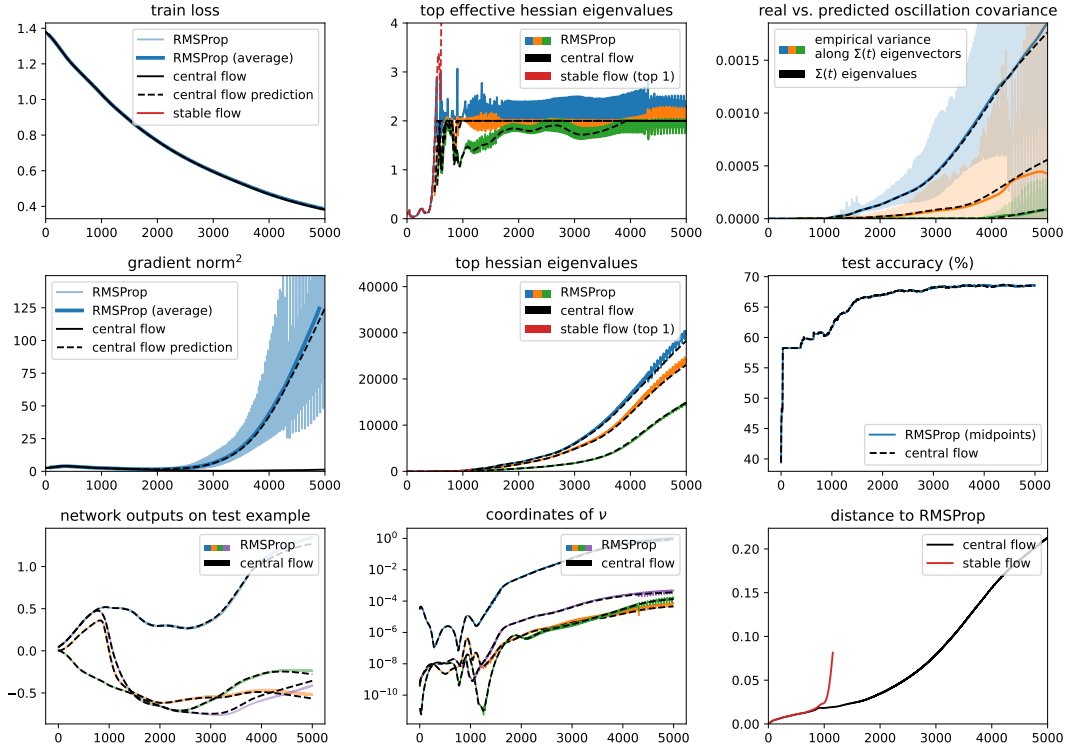 train loss
1.4
1.2
1.0
0.8
0.6
0.4
0 1000 2000 3000 4000 5000
RMSProp
RMSProp (average)
central flow
central flow prediction
stable flow
top effective hessian eigenvalues
4
3
2
1
0
0 1000 2000 3000 4000 5000
RMSProp
central flow
stable flow (top 1)
real vs. predicted oscillation covariance
0.0015
0.0010
0.0005
0.0000
0 1000 2000 3000 4000 5000
empirical variance
along Σ(t) eigenvectors
Σ(t) eigenvalues
gradient norm²
125
100
75
50
25
0
0 1000 2000 3000 4000 5000
RMSProp
RMSProp (average)
central flow
central flow prediction
top hessian eigenvalues
40000
30000
20000
10000
0
0 1000 2000 3000 4000 5000
RMSProp
central flow
stable flow (top 1)
test accuracy (%)
70
65
60
55
50
45
40
0 1000 2000 3000 4000 5000
RMSProp (midpoints)
central flow
network outputs on test example
1.0
0.5
0.0
−0.5
0 1000 2000 3000 4000 5000
RMSProp
central flow
coordinates of ν
10⁰
10⁻²
10⁻⁴
10⁻⁶
10⁻⁸
10⁻¹⁰
0 1000 2000 3000 4000 5000
RMSProp
central flow
distance to RMSProp
0.20
0.15
0.10
0.05
0.00
0 1000 2000 3000 4000 5000
central flow
stable flow